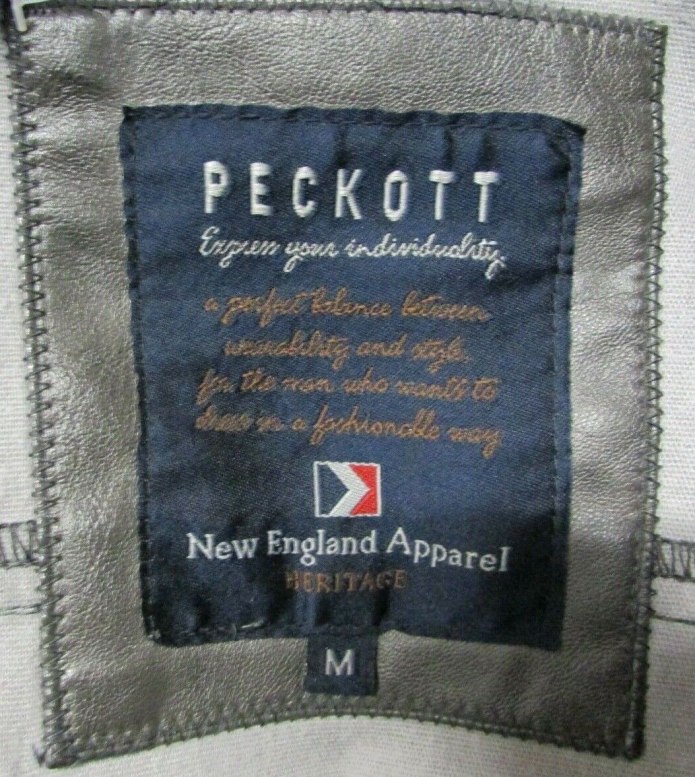 PECKOTT
Express your individuality.
a perfect balance between
wearability and style.
for the man who wants to
dress in a fashionable way
New England Apparel
HERITAGE
M